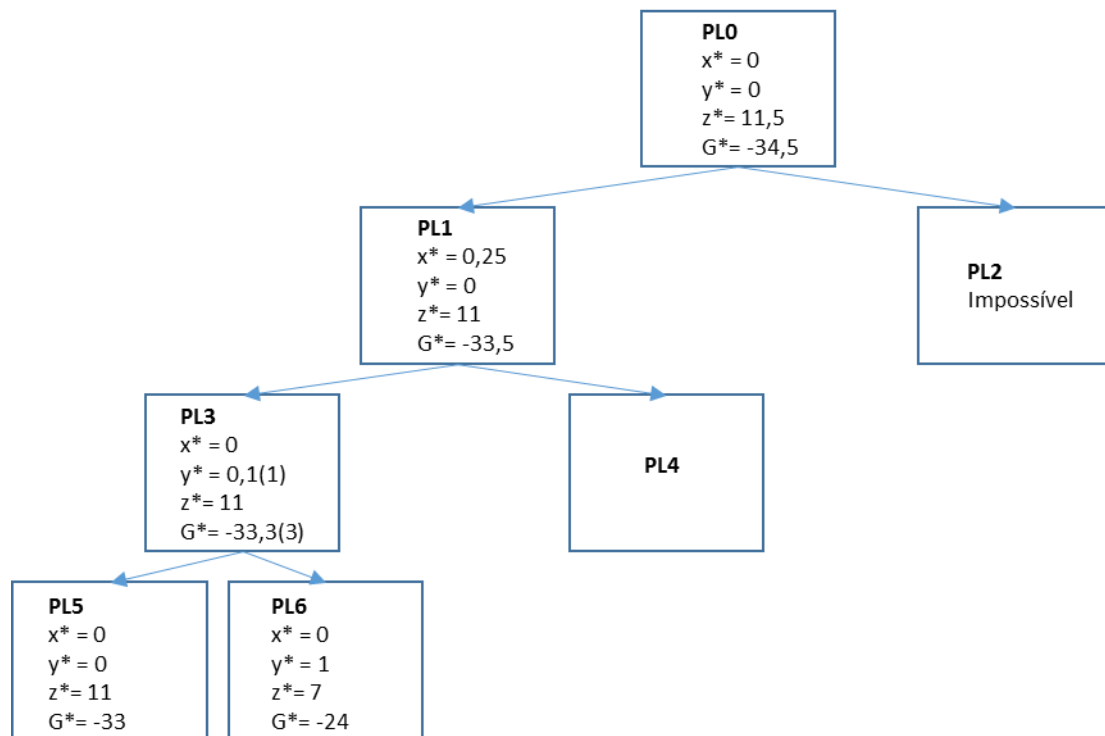 PL0
x* = 0
y* = 0
z*= 11,5
G*= -34,5
PL1
x* = 0,25
y* = 0
z*= 11
G*= -33,5
PL2
Impossível
PL3
x* = 0
y* = 0,1(1)
z*= 11
G*= -33,3(3)
PL4
PL5
x* = 0
y* = 0
z*= 11
G*= -33
PL6
x* = 0
y* = 1
z*= 7
G*= -24